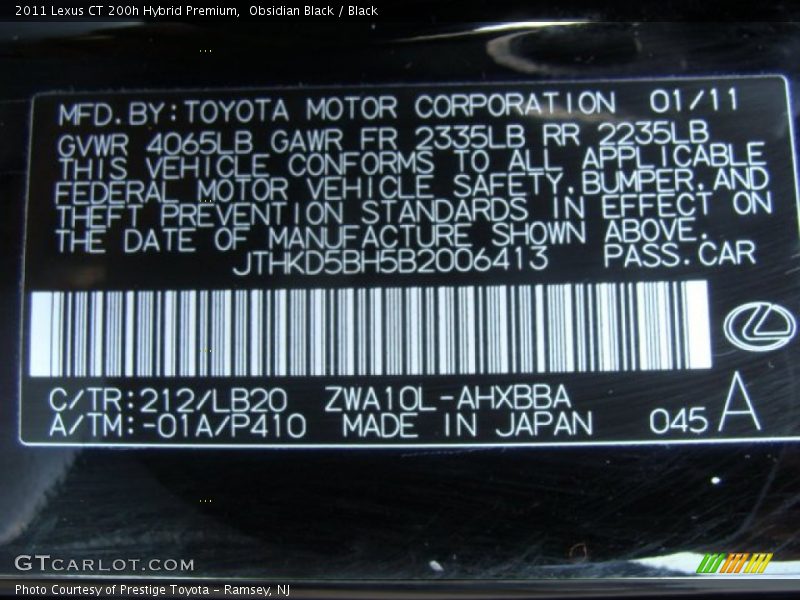 2011 Lexus CT 200h Hybrid Premium,  Obsidian Black / Black
MFD.BY:TOYOTA MOTOR CORPORATION 01/11
GVWR 4065LB GAWR FR 2335LB RR 2235LB
THIS VEHICLE CONFORMS TO ALL APPLICABLE
FEDERAL MOTOR VEHICLE SAFETY,BUMPER,AND
THEFT PREVENTION STANDARDS IN EFFECT ON
THE DATE OF MANUFACTURE SHOWN ABOVE.
JTHKD5BH5B2006413 PASS.CAR
C/TR:212/LB20 ZWA10L-AHXBBA
A/TM:-01A/P410 MADE IN JAPAN 045 A
GTCARLOT.COM
Photo Courtesy of Prestige Toyota - Ramsey, NJ